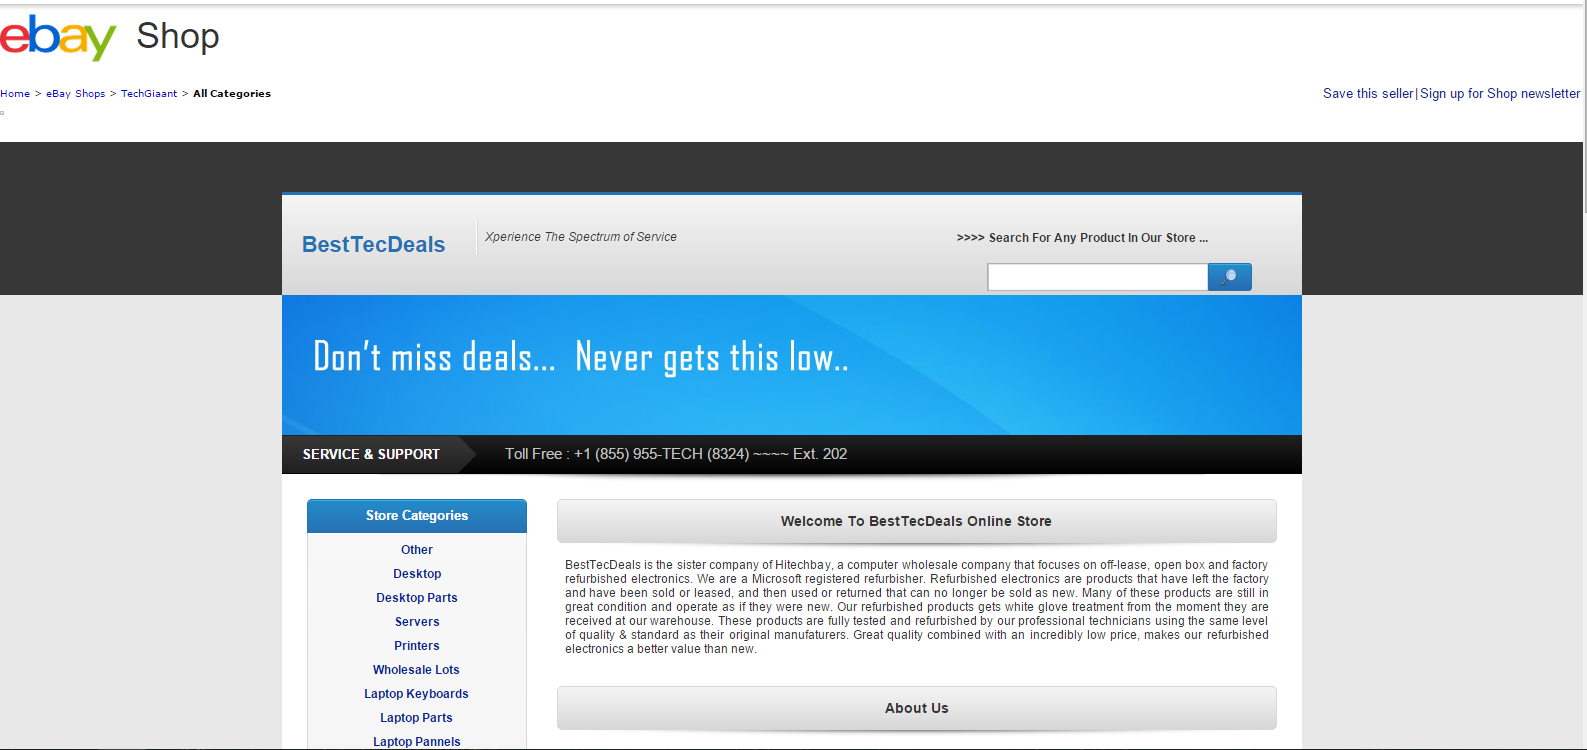 ebay Shop
Home > eBay Shops > TechGiaant > All Categories
Save this seller|Sign up for Shop newsletter
BestTecDeals
Xperience The Spectrum of Service
>>>> Search For Any Product In Our Store ...
Don't miss deals... Never gets this low..
SERVICE & SUPPORT
Toll Free : +1 (855) 955-TECH (8324) ~~~~ Ext. 202
Store Categories
Other
Desktop
Desktop Parts
Servers
Printers
Wholesale Lots
Laptop Keyboards
Laptop Parts
Laptop Pannels
Welcome To BestTecDeals Online Store
BestTecDeals is the sister company of Hitechbay, a computer wholesale company that focuses on off-lease, open box and factory
refurbished electronics. We are a Microsoft registered refurbisher. Refurbished electronics are products that have left the factory
and have been sold or leased, and then used or returned that can no longer be sold as new. Many of these products are still in
great condition and operate as if they were new. Our refurbished products gets white glove treatment from the moment they are
received at our warehouse. These products are fully tested and refurbished by our professional technicians using the same level
of quality & standard as their original manufaturers. Great quality combined with an incredibly low price, makes our refurbished
electronics a better value than new.
About Us